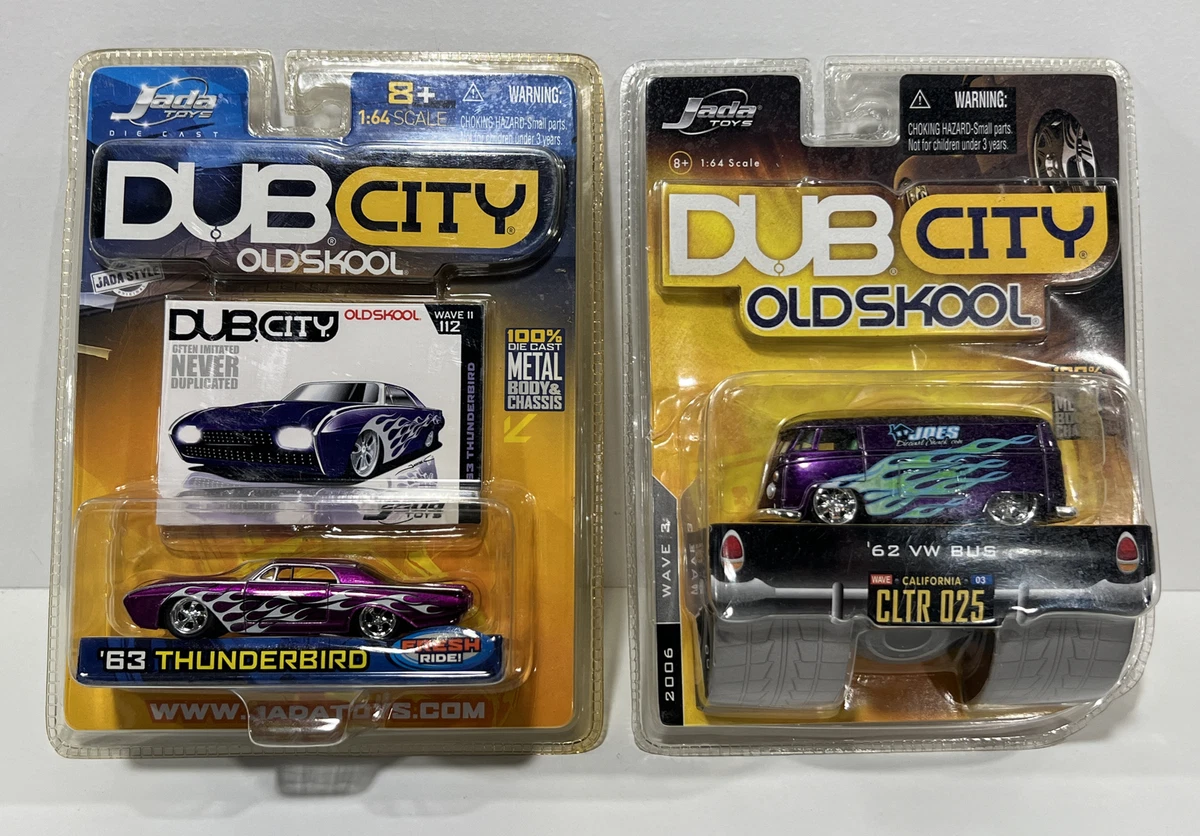 Jada
TOYS
DIE CAST
8+
1:64 SCALE
WARNING:
CHOKING HAZARD-Small parts.
Not for children under 3 years.
DUB CITY®
OLDSKOOL
JADA STYLE
DUB CITY.
OLDSKOOL
WAVE 11
112
OFTEN IMITATED
NEVER
DUPLICATED
63 THUNDERBIRD
Jada
TOYS
100%
DIE CAST
METAL
BODY &
CHASSIS
'63 THUNDERBIRD
FRESH
RIDE!
WWW.JADATOYS.COM
Jada
TOYS
8+ 1:64 Scale
WARNING:
CHOKING HAZARD-Small parts.
Not for children under 3 years.
DUB CITY®
OLDSKOOL
JOES
'62 VW BUS
WAVE CALIFORNIA 03
CLTR 025
WAVE 3
2006